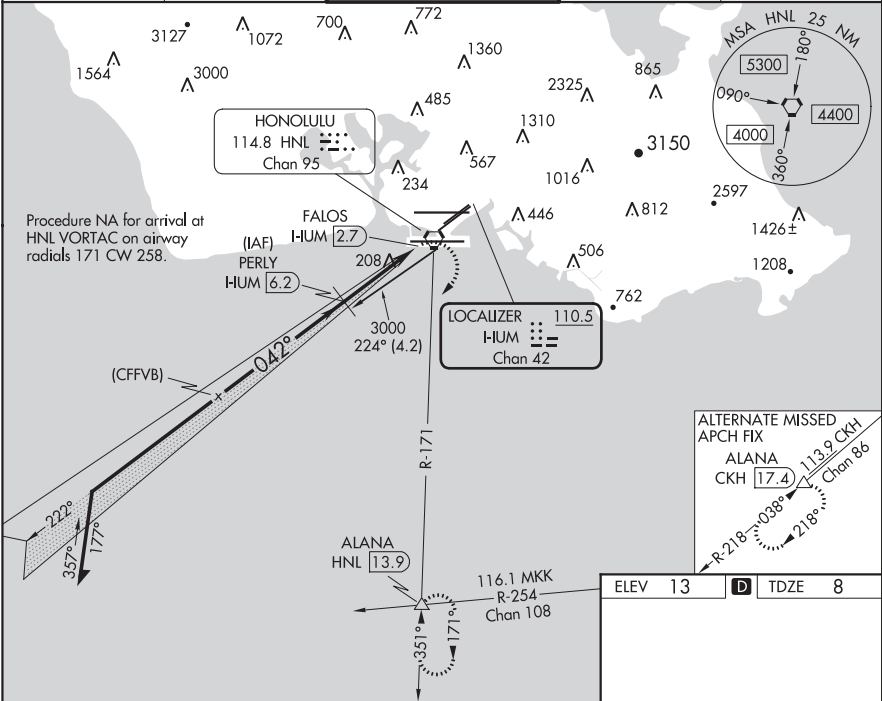 3127
1072
700
772
1564
3000
1360
485
2325
865
1310
567
3150
234
1016
446
812
2597
1426±
208
506
1208
762
MSA HNL 25 NM
180°
5300
090°
4400
4000
360°
HONOLULU
114.8 HNL
Chan 95
Procedure NA for arrival at
HNL VORTAC on airway
radials 171 CW 258.
FALOS
I-IUM 2.7
(IAF)
PERLY
I-IUM 6.2
3000
224° (4.2)
LOCALIZER 110.5
I-IUM
Chan 42
(CFFVB)
x
042°
222°
357°
177°
R-171
ALANA
HNL 13.9
116.1 MKK
R-254
Chan 108
351°
171°
ALTERNATE MISSED
APCH FIX
ALANA
CKH 17.4
113.9 CKH
Chan 86
R-218
038°
218°
ELEV 13 D TDZE 8